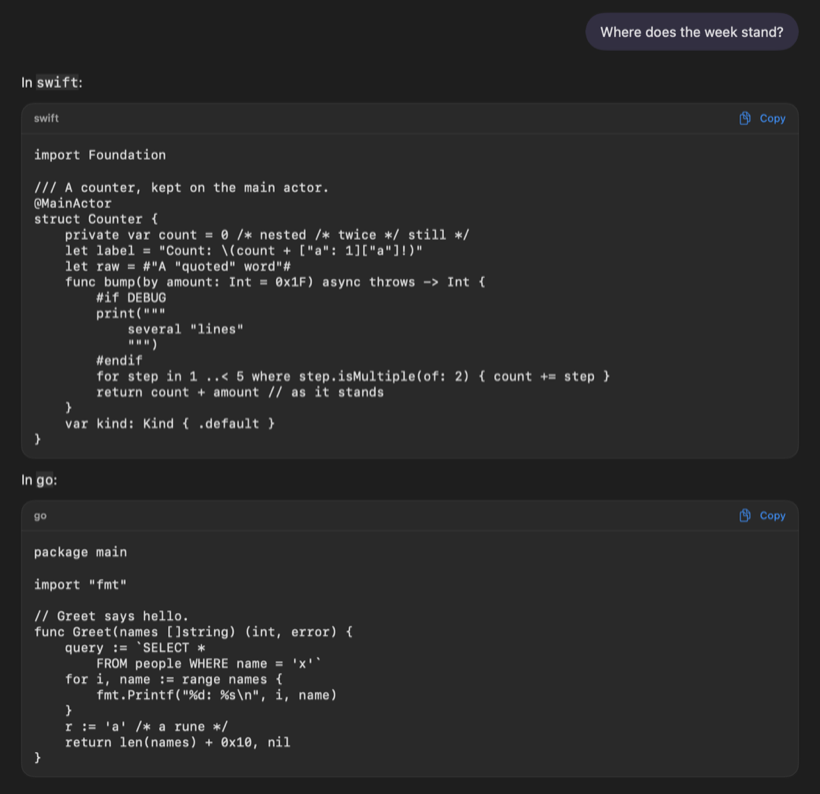 Where does the week stand?
In swift:
swift
Copy
import Foundation
/// A counter, kept on the main actor.
@MainActor
struct Counter {
    private var count = 0 /* nested /* twice */ still */
    let label = "Count: \(count + ["a": 1]["a"]!)"
    let raw = #"A "quoted" word"#
    func bump(by amount: Int = 0x1F) async throws -> Int {
        #if DEBUG
        print("""
            several "lines"
            """)
        #endif
        for step in 1 ..< 5 where step.isMultiple(of: 2) { count += step }
        return count + amount // as it stands
    }
    var kind: Kind { .default }
}
In go:
go
Copy
package main
import "fmt"
// Greet says hello.
func Greet(names []string) (int, error) {
    query := `SELECT *
        FROM people WHERE name = 'x'`
    for i, name := range names {
        fmt.Printf("%d: %s\n", i, name)
    }
    r := 'a' /* a rune */
    return len(names) + 0x10, nil
}